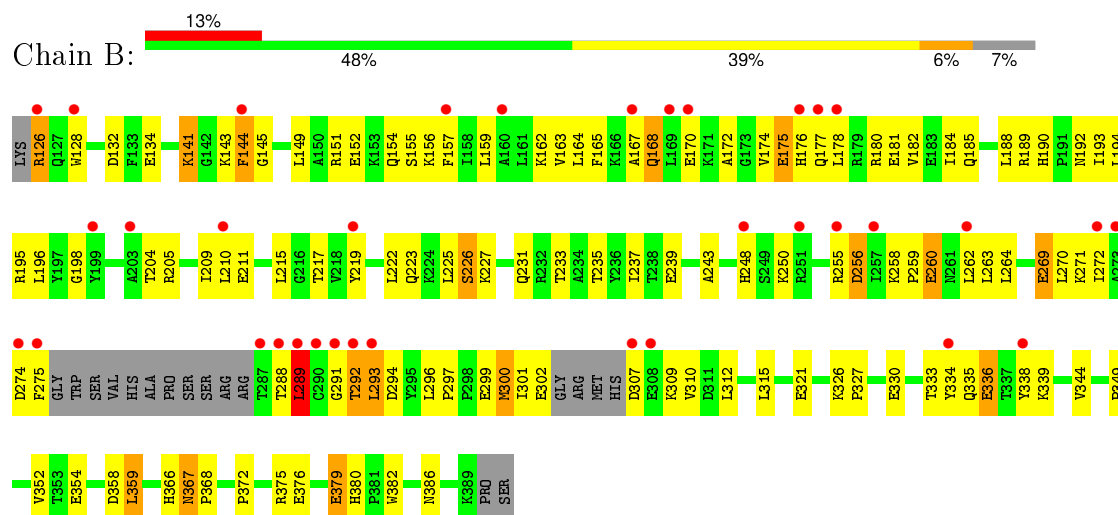 13%
Chain B:
48% 39% 6% 7%
LYS R126 Q127 W128 D132 F133 E134 K141 G142 K143 F144 G145 L149 A150 R151 E152 K153 Q154 S155 K156 F157 I158 L159 A160 L161 K162 V163 L164 F165 K166 A167 Q168 L169 E170 K171 A172 G173 V174 E175 H176 Q177 L178 R179 R180 E181 V182 E183 I184 Q185 L188 R189 H190 P191 N192 I193 L194
R195 L196 Y197 G198 Y199 A203 T204 R205 I209 L210 E211 L215 G216 T217 V218 Y219 L222 Q223 K224 L225 S226 K227 Q231 R232 T233 A234 T235 Y236 I237 T238 E239 A243 H248 S249 K250 R251 R255 D256 I257 K258 P259 E260 N261 L262 L263 L264 E269 L270 K271 I272 A273
D274 F275 GLY TRP SER VAL HIS ALA PRO SER SER ARG ARG T287 T288 L289 C290 G291 T292 L293 D294 Y295 L296 P297 P298 E299 M300 I301 E302 GLY ARG MET HIS D307 E308 K309 V310 D311 L312 L315 E321 K326 P327 E330 T333 Y334 Q335 E336 T337 Y338 K339 V344
V352 T353 E354 D358 L359 H366 N367 P368 P372 R375 E376 E379 H380 P381 W382 N386 K389 PRO SER